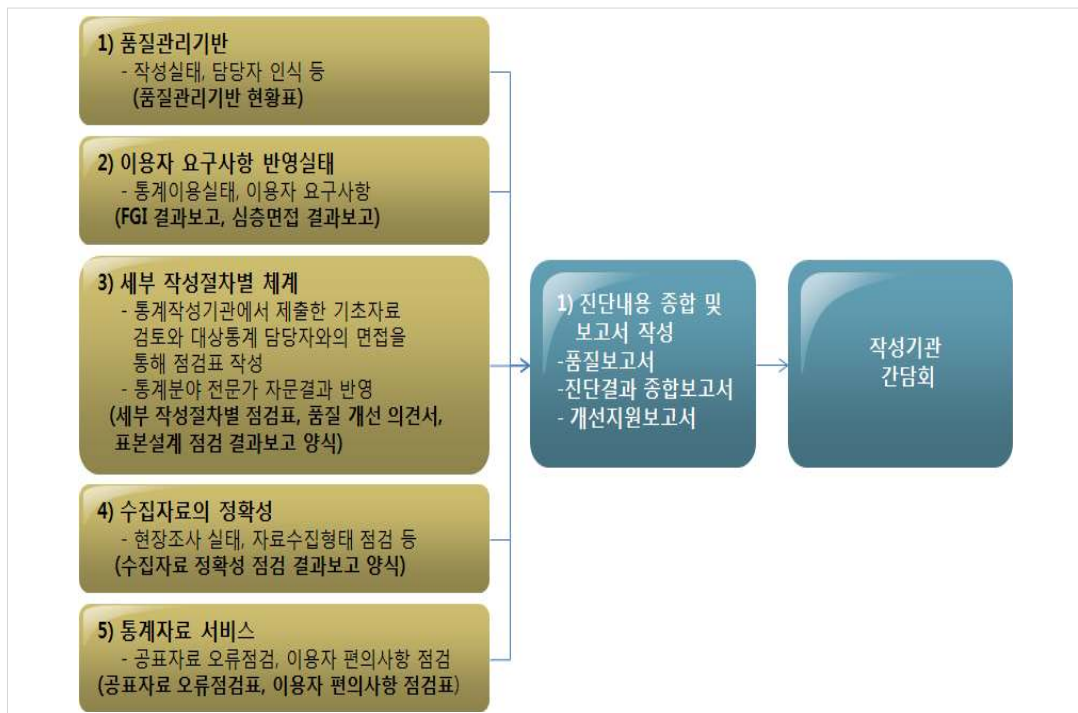 1) 품질관리기반
- 작성실태, 담당자 인식 등
(품질관리기반 현황표)
2) 이용자 요구사항 반영실태
- 통계이용실태, 이용자 요구사항
(FGI 결과보고, 심층면접 결과보고)
3) 세부 작성절차별 체계
- 통계작성기관에서 제출한 기초자료
검토와 대상통계 담당자와의 면접을
통해 점검표 작성
- 통계분야 전문가 자문결과 반영
(세부 작성절차별 점검표, 품질 개선 의견서,
표본설계 점검 결과보고 양식)
4) 수집자료의 정확성
- 현장조사 실태, 자료수집형태 점검 등
(수집자료 정확성 점검 결과보고 양식)
5) 통계자료 서비스
- 공표자료 오류점검, 이용자 편의사항 점검
(공표자료 오류점검표, 이용자 편의사항 점검표)
1) 진단내용 종합 및
보고서 작성
-품질보고서
-진단결과 종합보고서
- 개선지원보고서
작성기관
간담회